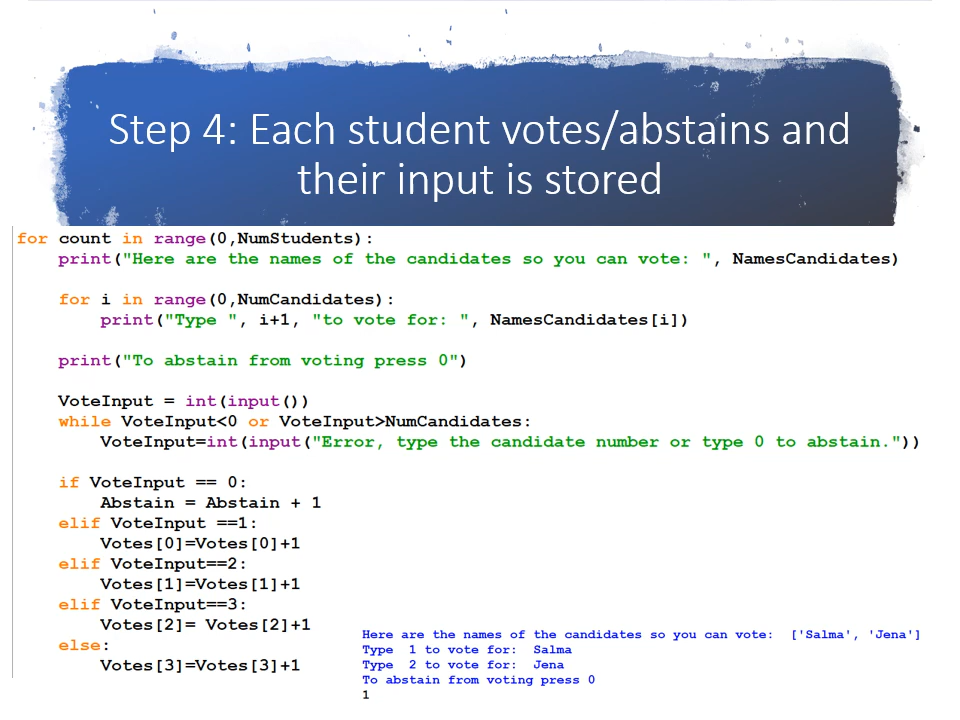 Step 4: Each student votes/abstains and
their input is stored
for count in range(0,NumStudents):
    print("Here are the names of the candidates so you can vote: ", NamesCandidates)
    for i in range(0,NumCandidates):
        print("Type ", i+1, "to vote for: ", NamesCandidates[i])
    print("To abstain from voting press 0")
    VoteInput = int(input())
    while VoteInput<0 or VoteInput>NumCandidates:
        VoteInput=int(input("Error, type the candidate number or type 0 to abstain."))
    if VoteInput == 0:
        Abstain = Abstain + 1
    elif VoteInput ==1:
        Votes[0]=Votes[0]+1
    elif VoteInput==2:
        Votes[1]=Votes[1]+1
    elif VoteInput==3:
        Votes[2]= Votes[2]+1
    else:
        Votes[3]=Votes[3]+1
Here are the names of the candidates so you can vote:  ['Salma', 'Jena']
Type  1 to vote for:  Salma
Type  2 to vote for:  Jena
To abstain from voting press 0
1